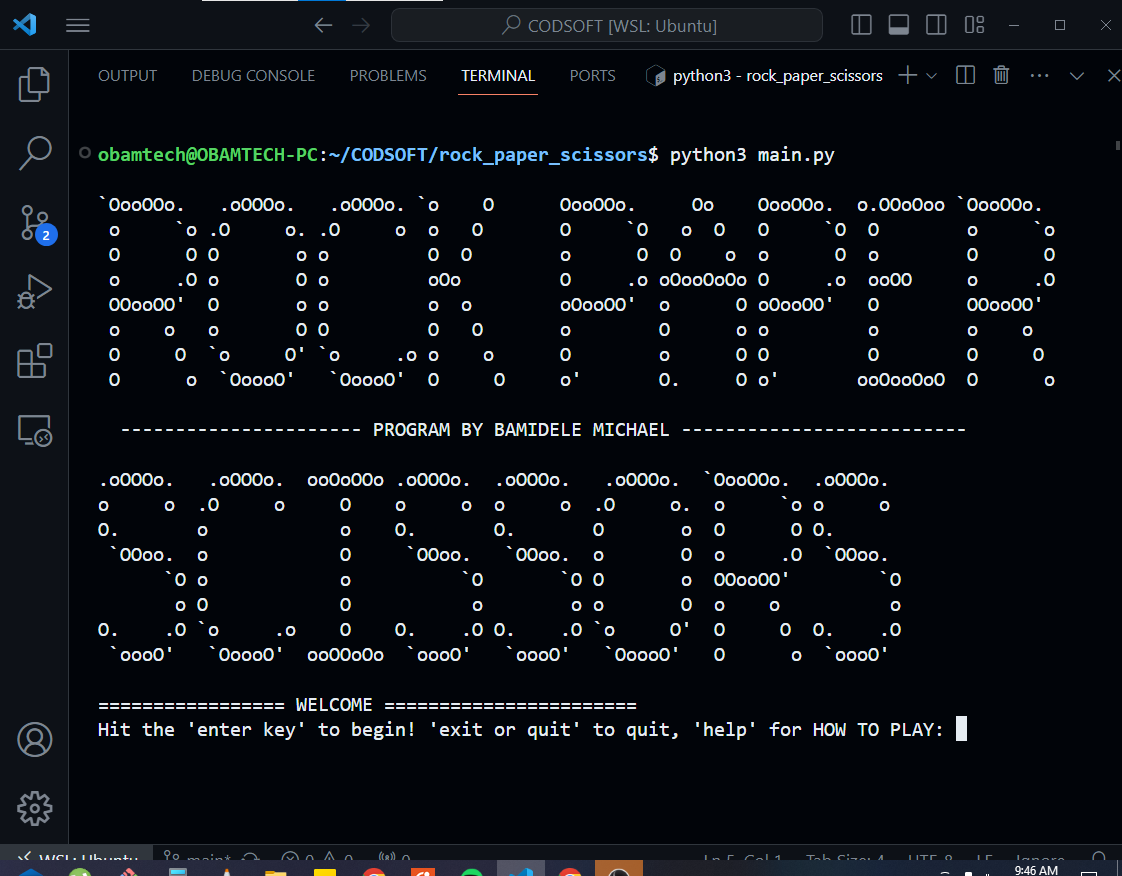 CODSOFT [WSL: Ubuntu]
OUTPUT DEBUG CONSOLE PROBLEMS TERMINAL PORTS python3 - rock_paper_scissors
obamtech@OBAMTECH-PC:~/CODSOFT/rock_paper_scissors$ python3 main.py
ROCK PAPER
---------------------- PROGRAM BY BAMIDELE MICHAEL --------------------------
SCISSORS
================= WELCOME =======================
Hit the 'enter key' to begin! 'exit or quit' to quit, 'help' for HOW TO PLAY:
2
WSL: Ubuntu main* 0 0 0 Ln 5, Col 1 Tab Size: 4 UTF-8 LF Ignore
9:46 AM